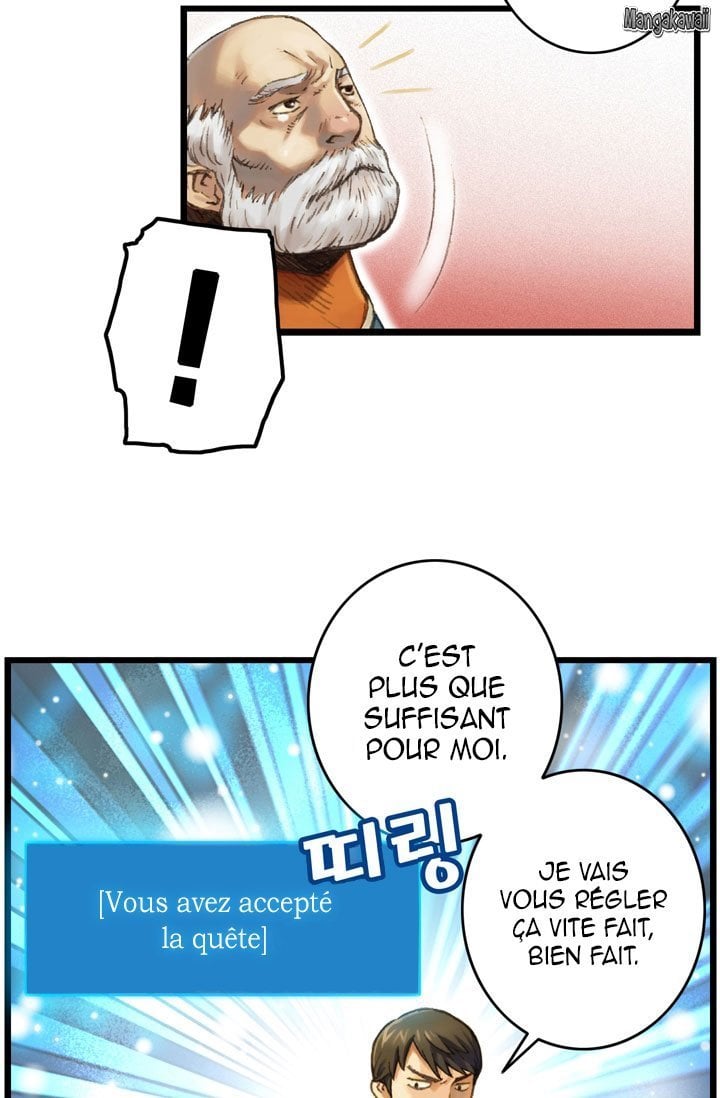 Mangakawaii
!
C'EST
PLUS QUE
SUFFISANT
POUR MOI.
띠링
[Vous avez accepté
la quête]
JE VAIS
VOUS RÉGLER
ÇA VITE FAIT,
BIEN FAIT.